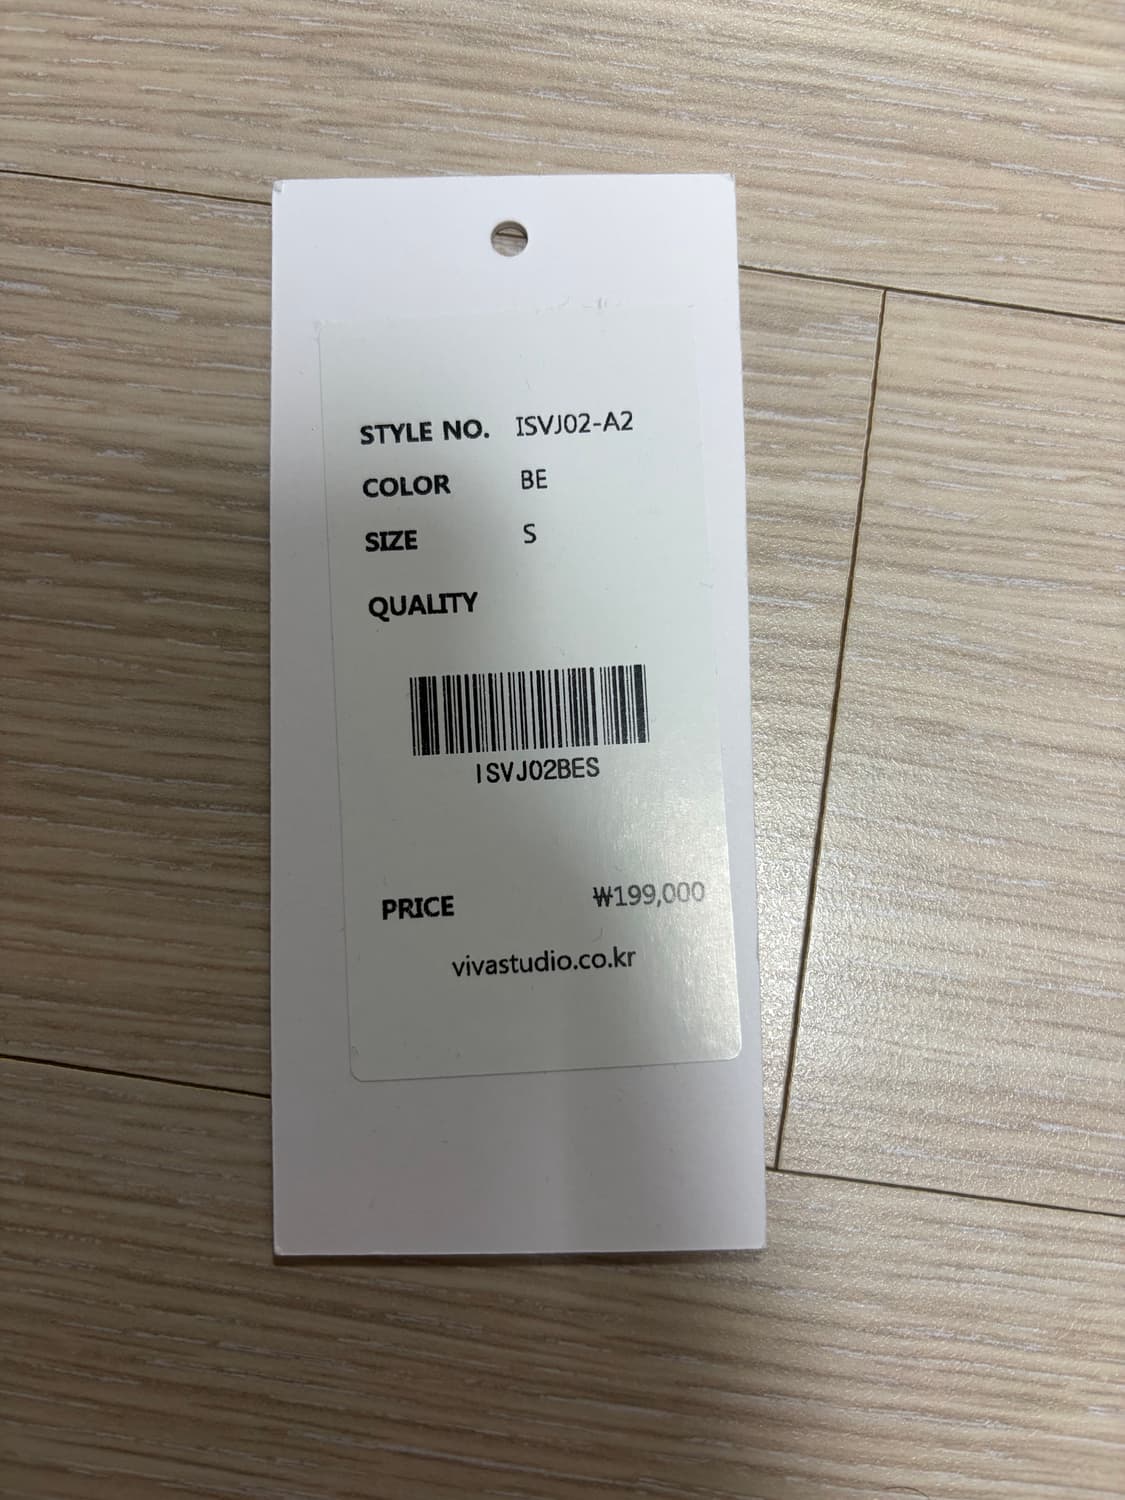 STYLE NO. ISVJ02-A2
COLOR BE
SIZE S
QUALITY
ISVJ02BES
PRICE ₩199,000
vivastudio.co.kr